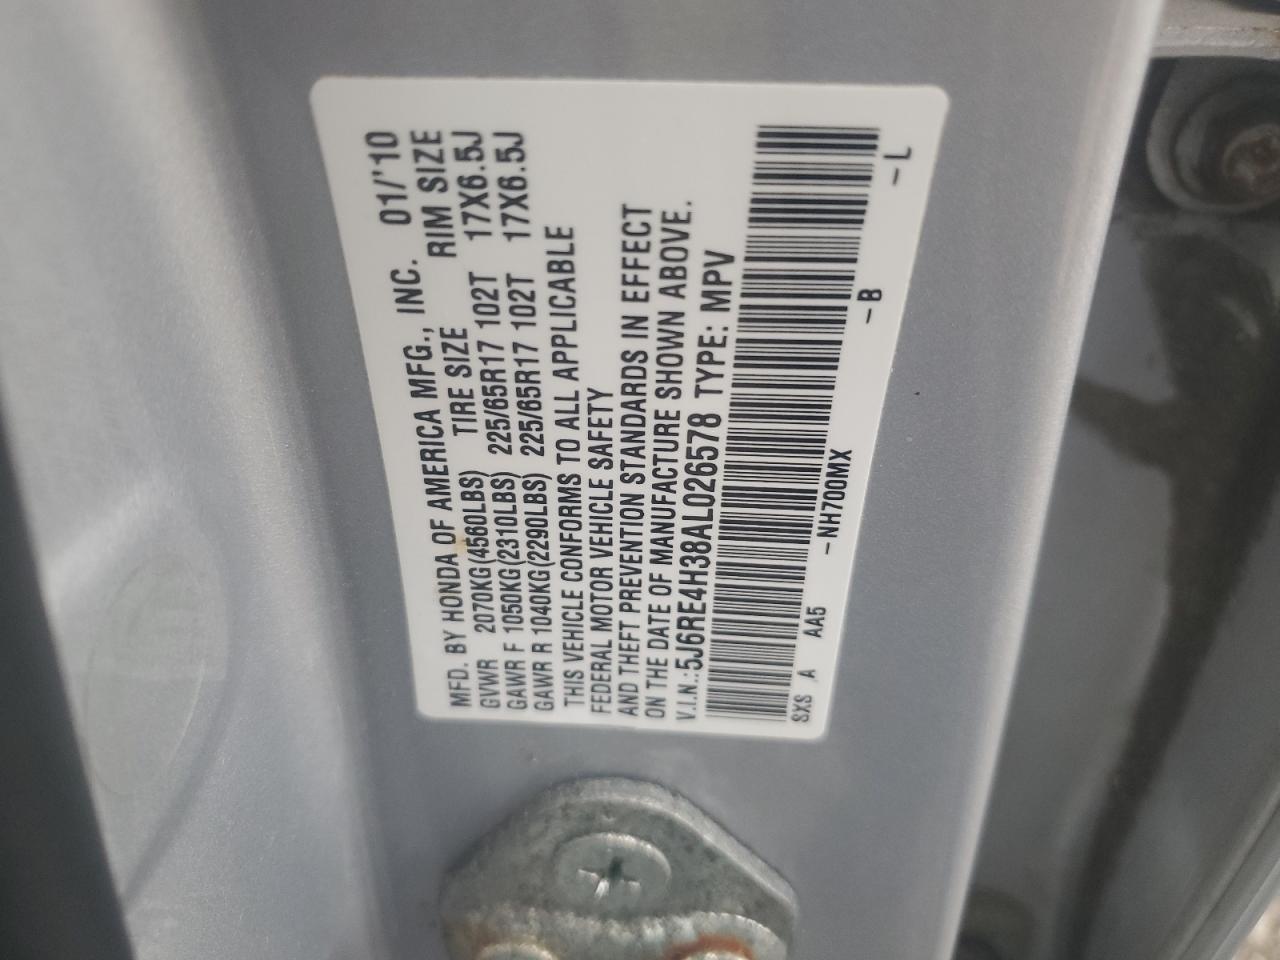 MFD. BY HONDA OF AMERICA MFG., INC. 01/'10
GVWR 2070KG(4560LBS) TIRE SIZE RIM SIZE
GAWR F 1050KG(2310LBS) 225/65R17 102T 17X6.5J
GAWR R 1040KG(2290LBS) 225/65R17 102T 17X6.5J
THIS VEHICLE CONFORMS TO ALL APPLICABLE
FEDERAL MOTOR VEHICLE SAFETY
AND THEFT PREVENTION STANDARDS IN EFFECT
ON THE DATE OF MANUFACTURE SHOWN ABOVE.
V.I.N.:5J6RE4H38AL026578 TYPE: MPV
SXS A AA5 -NH700MX -B -L